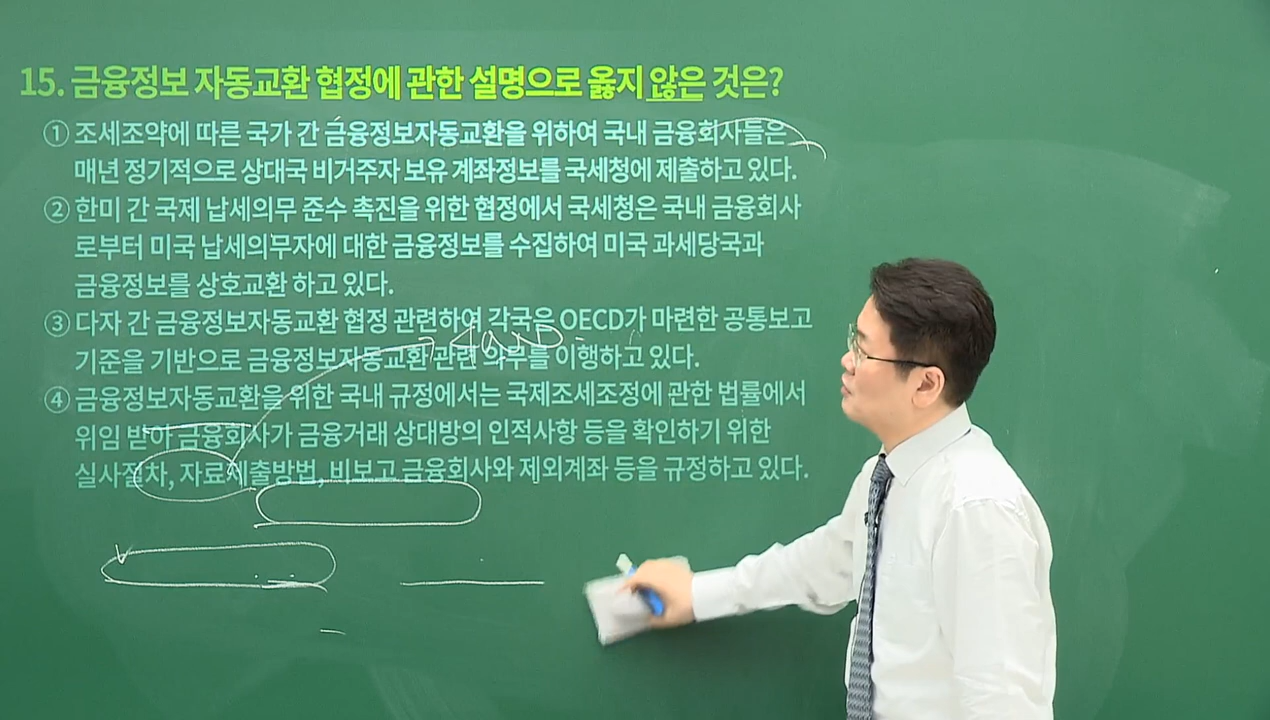 15. 금융정보 자동교환 협정에 관한 설명으로 옳지 않은 것은?
① 조세조약에 따른 국가 간 금융정보자동교환을 위하여 국내 금융회사들은
매년 정기적으로 상대국 비거주자 보유 계좌정보를 국세청에 제출하고 있다.
② 한미 간 국제 납세의무 준수 촉진을 위한 협정에서 국세청은 국내 금융회사
로부터 미국 납세의무자에 대한 금융정보를 수집하여 미국 과세당국과
금융정보를 상호교환 하고 있다.
③ 다자 간 금융정보자동교환 협정 관련하여 각국은 OECD가 마련한 공통보고
기준을 기반으로 금융정보자동교환 관련 의무를 이행하고 있다.
④ 금융정보자동교환을 위한 국내 규정에서는 국제조세조정에 관한 법률에서
위임 받아 금융회사가 금융거래 상대방의 인적사항 등을 확인하기 위한
실사절차, 자료제출방법, 비보고 금융회사와 제외계좌 등을 규정하고 있다.